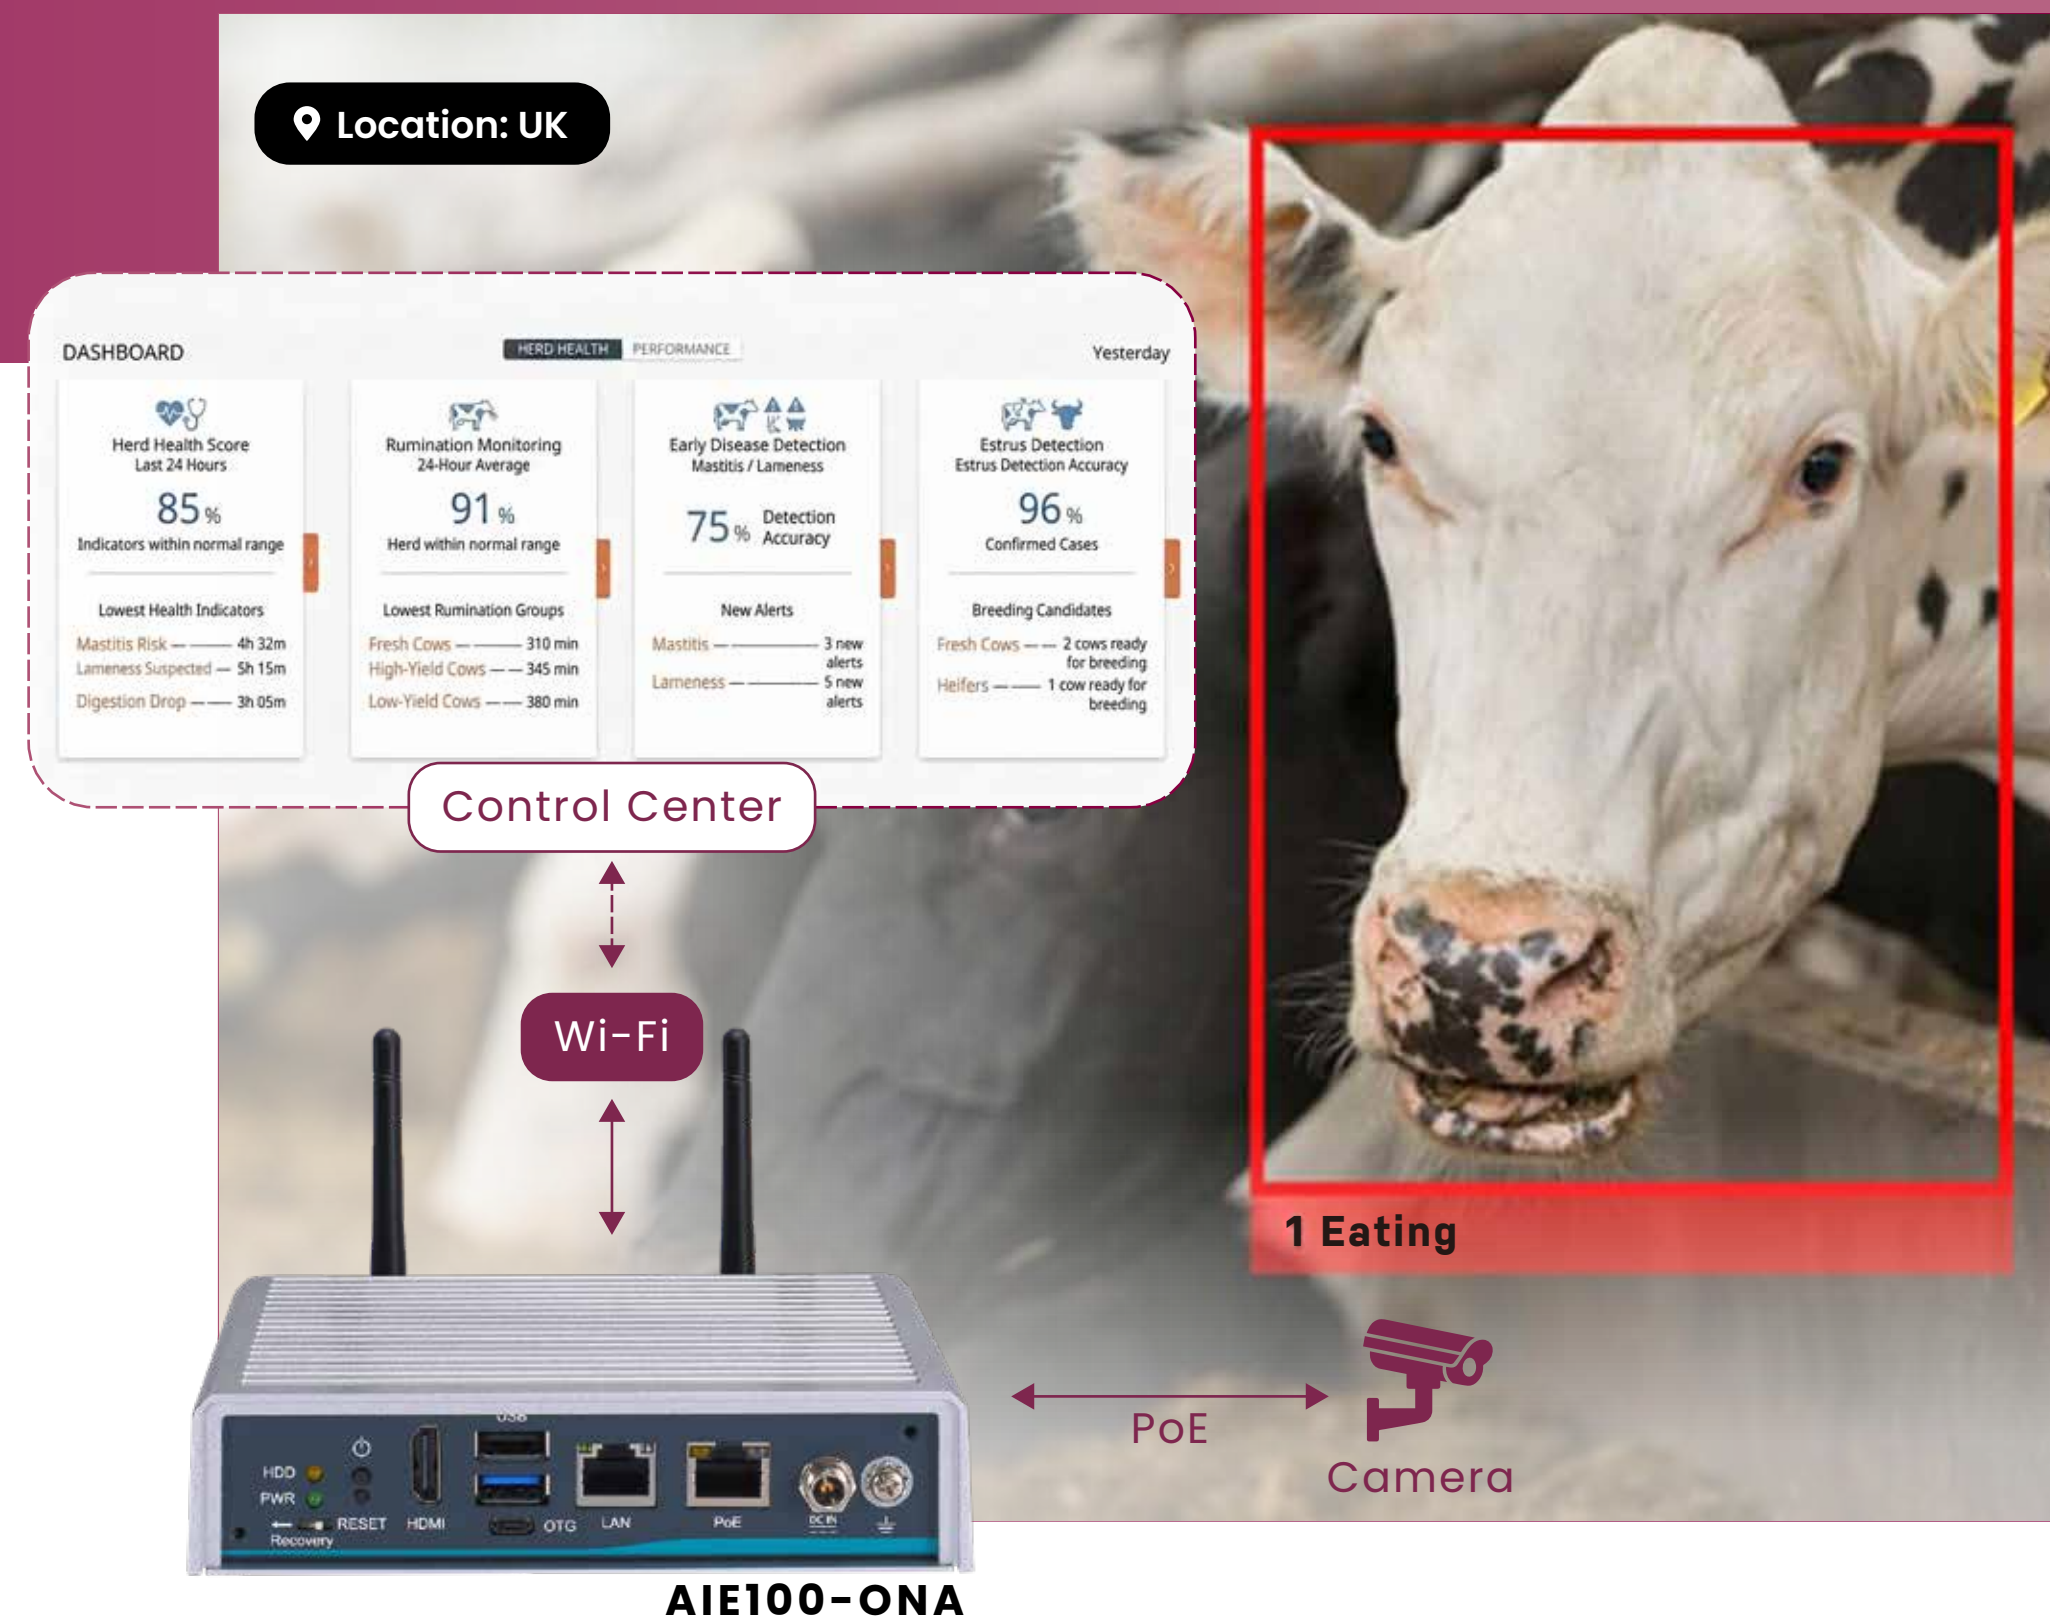 Location: UK
DASHBOARD
HERD HEALTH PERFORMANCE
Yesterday
Herd Health Score
Last 24 Hours
85%
Indicators within normal range
Lowest Health Indicators
Mastitis Risk 4h 32m
Lameness Suspected 5h 15m
Digestion Drop 3h 05m
Rumination Monitoring
24-Hour Average
91%
Herd within normal range
Lowest Rumination Groups
Fresh Cows 310 min
High-Yield Cows 345 min
Low-Yield Cows 380 min
Early Disease Detection
Mastitis / Lameness
75% Detection
Accuracy
New Alerts
Mastitis 3 new
alerts
Lameness 5 new
alerts
Estrus Detection
Estrus Detection Accuracy
96%
Confirmed Cases
Breeding Candidates
Fresh Cows 2 cows ready
for breeding
Heifers 1 cow ready for
breeding
Control Center
Wi-Fi
1 Eating
PoE
Camera
USB
HDD
PWR
RESET
Recovery
HDMI
OTG
LAN
PoE
DC IN
AIE100-ONA